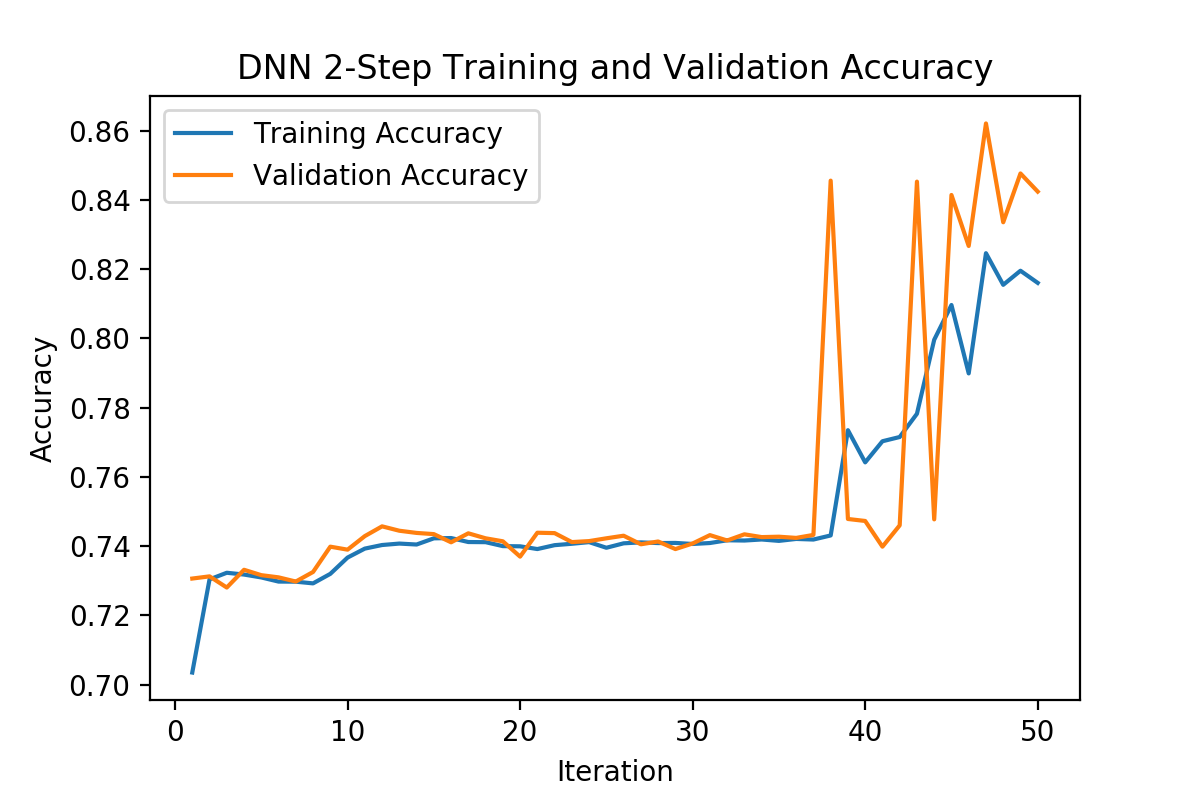 DNN 2-Step Training and Validation Accuracy
Training Accuracy
Validation Accuracy
0.86
0.84
0.82
0.80
0.78
0.76
0.74
0.72
0.70
Accuracy
0 10 20 30 40 50
Iteration